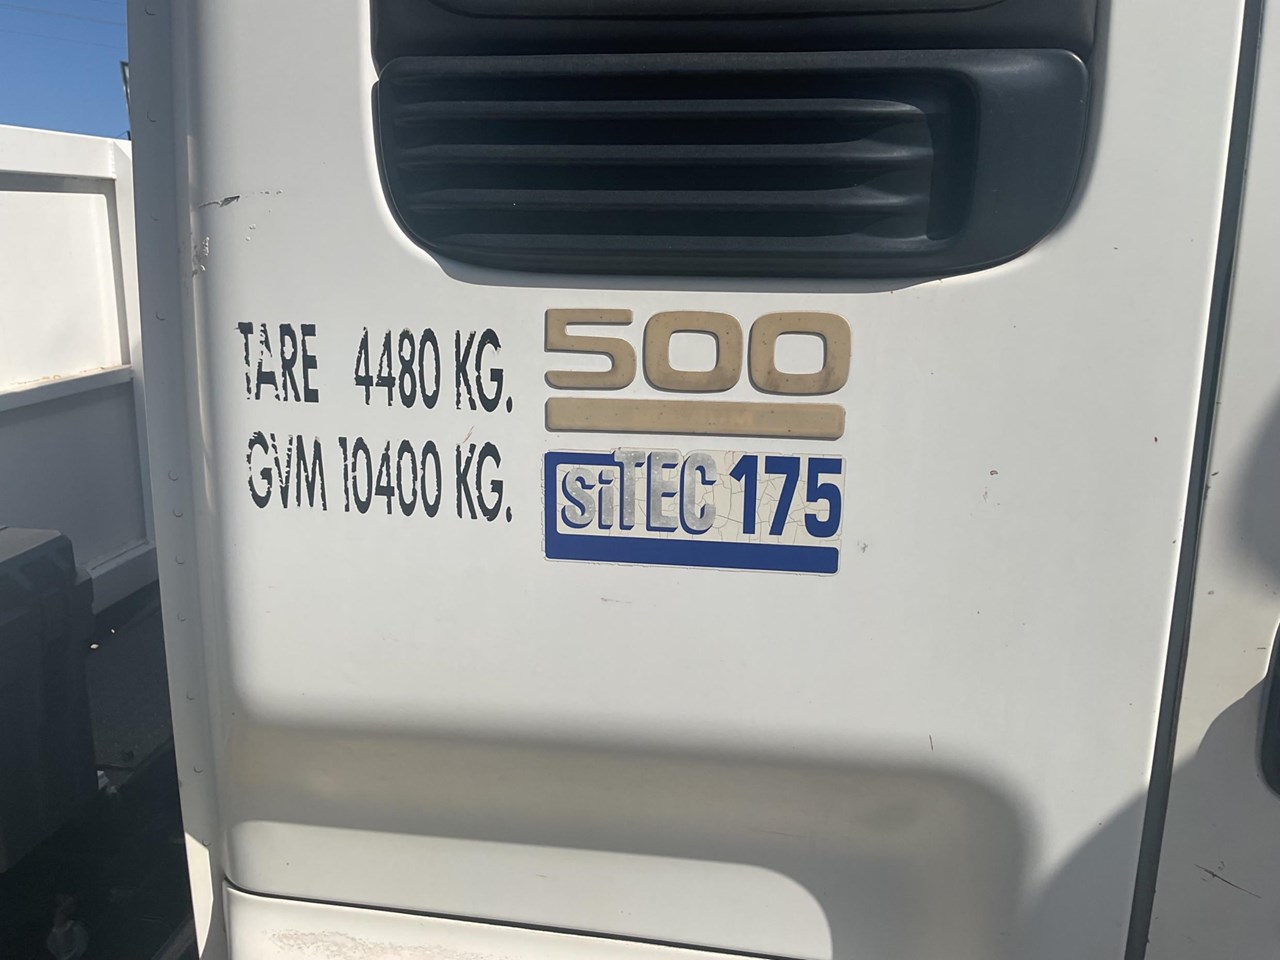 TARE 4480 KG.
GVM 10400 KG.
500
SiTEC 175